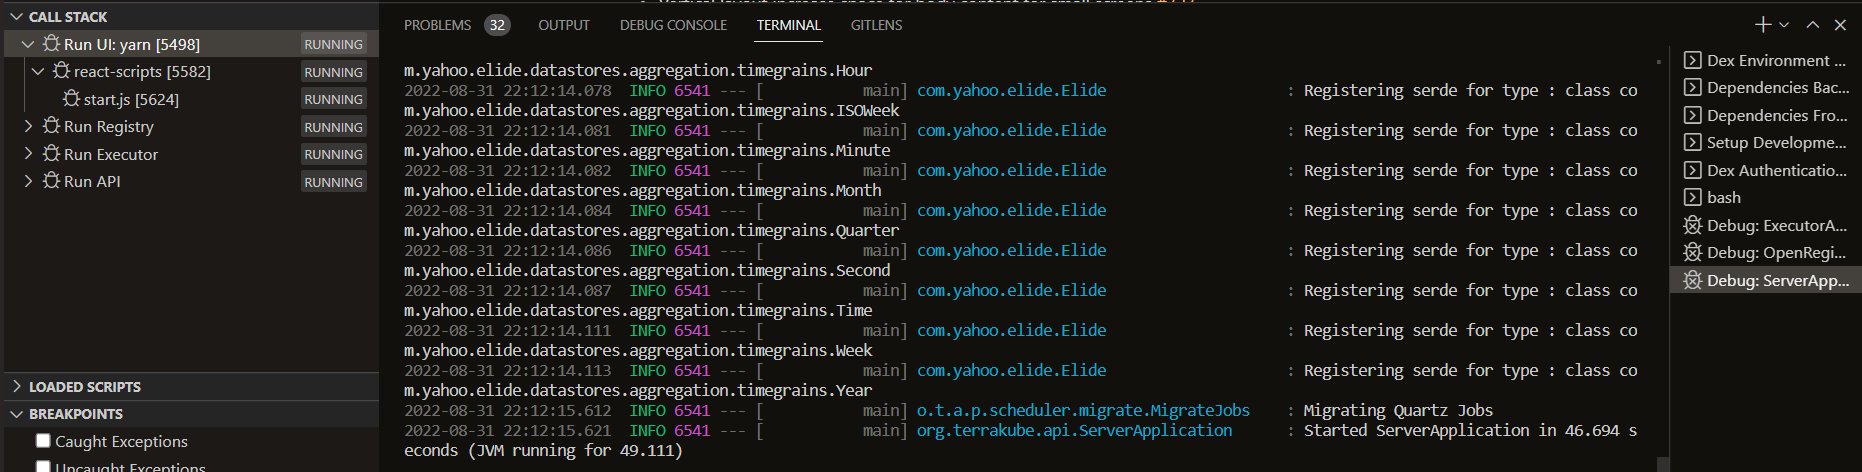 CALL STACK
Run UI: yarn [5498] RUNNING
react-scripts [5582] RUNNING
start.js [5624] RUNNING
Run Registry RUNNING
Run Executor RUNNING
Run API RUNNING
LOADED SCRIPTS
BREAKPOINTS
Caught Exceptions
Uncaught Exceptions
PROBLEMS 32 OUTPUT DEBUG CONSOLE TERMINAL GITLENS
m.yahoo.elide.datastores.aggregation.timegrains.Hour
2022-08-31 22:12:14.078 INFO 6541 --- [ main] com.yahoo.elide.Elide : Registering serde for type : class co
m.yahoo.elide.datastores.aggregation.timegrains.ISOWeek
2022-08-31 22:12:14.081 INFO 6541 --- [ main] com.yahoo.elide.Elide : Registering serde for type : class co
m.yahoo.elide.datastores.aggregation.timegrains.Minute
2022-08-31 22:12:14.082 INFO 6541 --- [ main] com.yahoo.elide.Elide : Registering serde for type : class co
m.yahoo.elide.datastores.aggregation.timegrains.Month
2022-08-31 22:12:14.084 INFO 6541 --- [ main] com.yahoo.elide.Elide : Registering serde for type : class co
m.yahoo.elide.datastores.aggregation.timegrains.Quarter
2022-08-31 22:12:14.086 INFO 6541 --- [ main] com.yahoo.elide.Elide : Registering serde for type : class co
m.yahoo.elide.datastores.aggregation.timegrains.Second
2022-08-31 22:12:14.087 INFO 6541 --- [ main] com.yahoo.elide.Elide : Registering serde for type : class co
m.yahoo.elide.datastores.aggregation.timegrains.Time
2022-08-31 22:12:14.111 INFO 6541 --- [ main] com.yahoo.elide.Elide : Registering serde for type : class co
m.yahoo.elide.datastores.aggregation.timegrains.Week
2022-08-31 22:12:14.113 INFO 6541 --- [ main] com.yahoo.elide.Elide : Registering serde for type : class co
m.yahoo.elide.datastores.aggregation.timegrains.Year
2022-08-31 22:12:15.612 INFO 6541 --- [ main] o.t.a.p.scheduler.migrate.MigrateJobs : Migrating Quartz Jobs
2022-08-31 22:12:15.621 INFO 6541 --- [ main] org.terrakube.api.ServerApplication : Started ServerApplication in 46.694 s
econds (JVM running for 49.111)
Dex Environment ...
Dependencies Bac...
Dependencies Fro...
Setup Developme...
Dex Authenticatio...
bash
Debug: ExecutorA...
Debug: OpenRegi...
Debug: ServerApp...